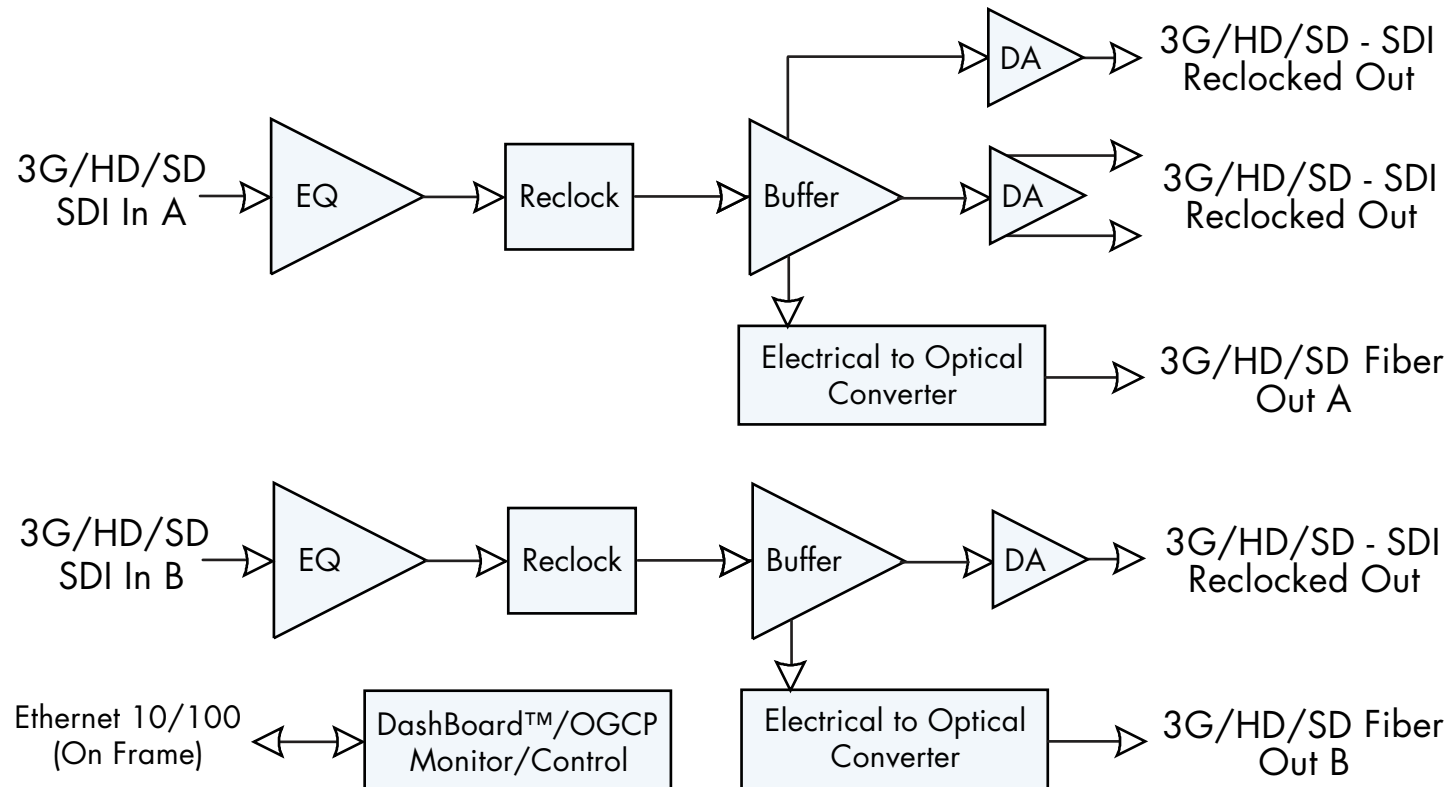 3G/HD/SD
SDI In A
EQ
Reclock
Buffer
DA
3G/HD/SD - SDI
Reclocked Out
DA
3G/HD/SD - SDI
Reclocked Out
Electrical to Optical
Converter
3G/HD/SD Fiber
Out A
3G/HD/SD
SDI In B
EQ
Reclock
Buffer
DA
3G/HD/SD - SDI
Reclocked Out
Ethernet 10/100
(On Frame)
DashBoard™/OGCP
Monitor/Control
Electrical to Optical
Converter
3G/HD/SD Fiber
Out B